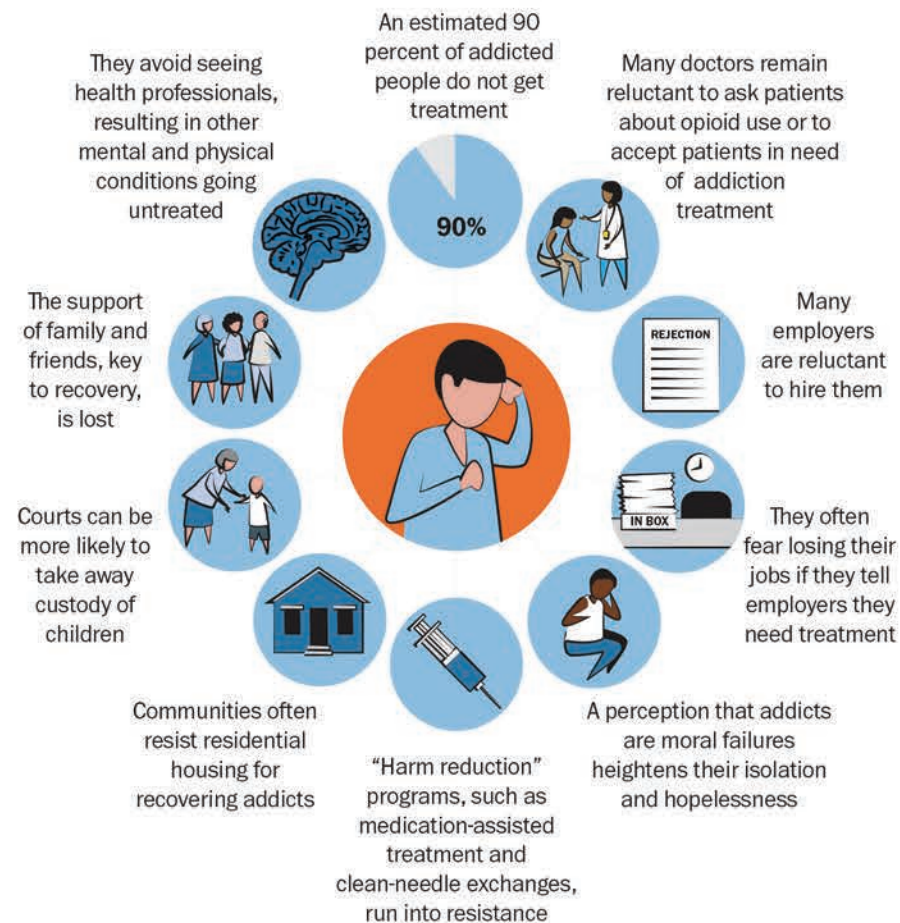 An estimated 90
percent of addicted
people do not get
treatment
90%
Many doctors remain
reluctant to ask patients
about opioid use or to
accept patients in need
of addiction
treatment
REJECTION
Many
employers
are reluctant
to hire them
IN BOX
They often
fear losing their
jobs if they tell
employers they
need treatment
A perception that addicts
are moral failures
heightens their isolation
and hopelessness
“Harm reduction”
programs, such as
medication-assisted
treatment and
clean-needle exchanges,
run into resistance
Communities often
resist residential
housing for
recovering addicts
Courts can be
more likely to
take away
custody of
children
The support
of family and
friends, key
to recovery,
is lost
They avoid seeing
health professionals,
resulting in other
mental and physical
conditions going
untreated